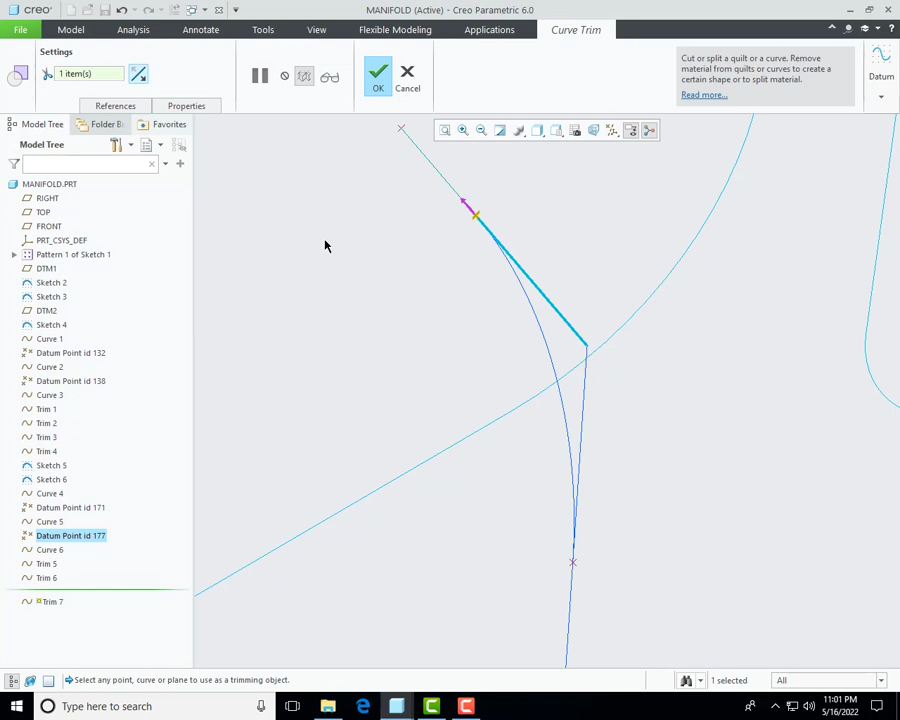 creo
MANIFOLD (Active) - Creo Parametric 6.0
File
Model
Analysis
Annotate
Tools
View
Flexible Modeling
Applications
Curve Trim
Settings
1 item(s)
OK
Cancel
References
Properties
Cut or split a quilt or a curve. Remove
material from quilts or curves to create a
certain shape or to split material.
Read more...
Datum
Model Tree
Folder B
Favorites
Model Tree
MANIFOLD.PRT
RIGHT
TOP
FRONT
PRT_CSYS_DEF
Pattern 1 of Sketch 1
DTM1
Sketch 2
Sketch 3
DTM2
Sketch 4
Curve 1
Datum Point id 132
Curve 2
Datum Point id 138
Curve 3
Trim 1
Trim 2
Trim 3
Trim 4
Sketch 5
Sketch 6
Curve 4
Datum Point id 171
Curve 5
Datum Point id 177
Curve 6
Trim 5
Trim 6
Trim 7
Select any point, curve or plane to use as a trimming object.
1 selected
All
Type here to search
11:01 PM
5/16/2022